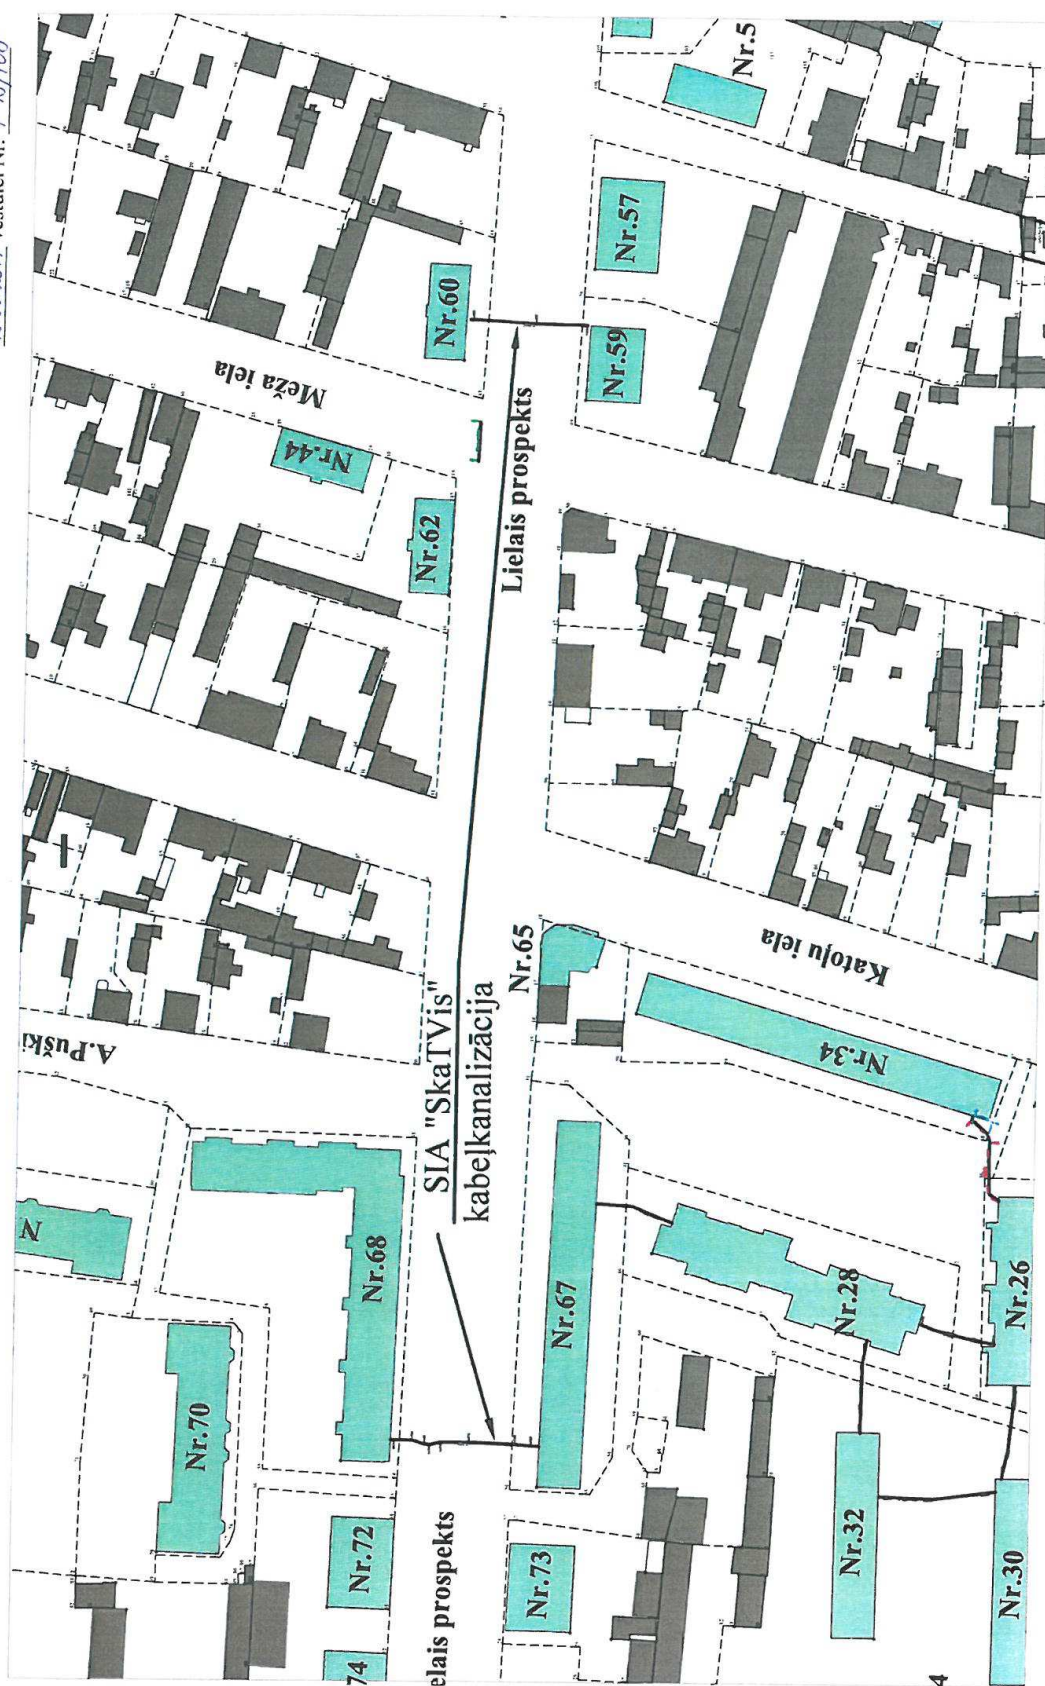 A.Puški
Meža iela
Nr.44
Nr.60
Nr.62
Nr.5
Nr.57
Nr.59
Lielais prospekts
SIA "SkaTVis"
kabeļkanalizācija
Nr.65
Katoļu iela
Nr.34
N
Nr.68
Nr.70
Nr.67
Nr.28
Nr.26
Nr.72
74
elais prospekts
Nr.73
Nr.32
Nr.30
4